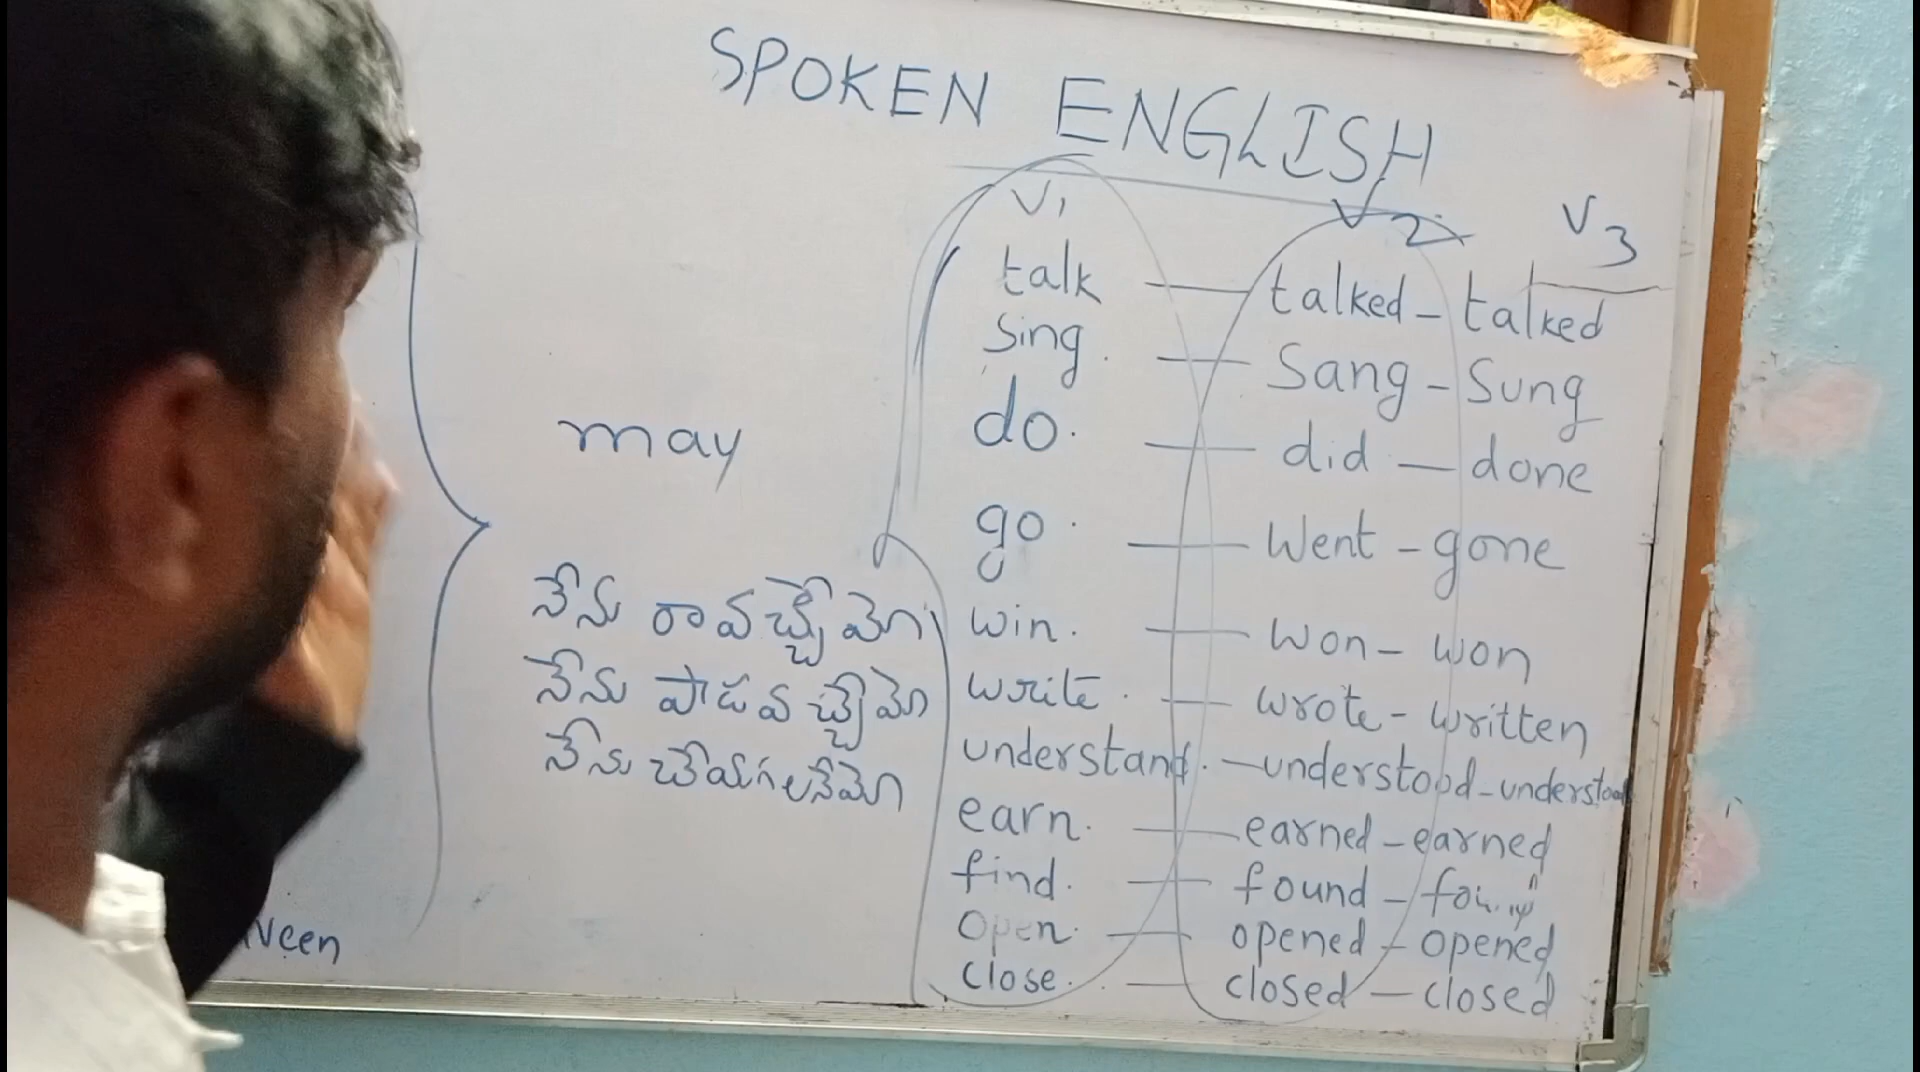 SPOKEN ENGLISH
V1 V2 V3
talk — talked — talked
Sing — Sang — Sung
may
do — did — done
go — Went — gone
నేను రావచ్చేమో
win — won — won
నేను పాడవచ్చేమో
write — wrote — written
నేను చేయగలనేమో
understand — understood — understood
earn — earned — earned
find — found
open — opened — opened
close — closed — closed